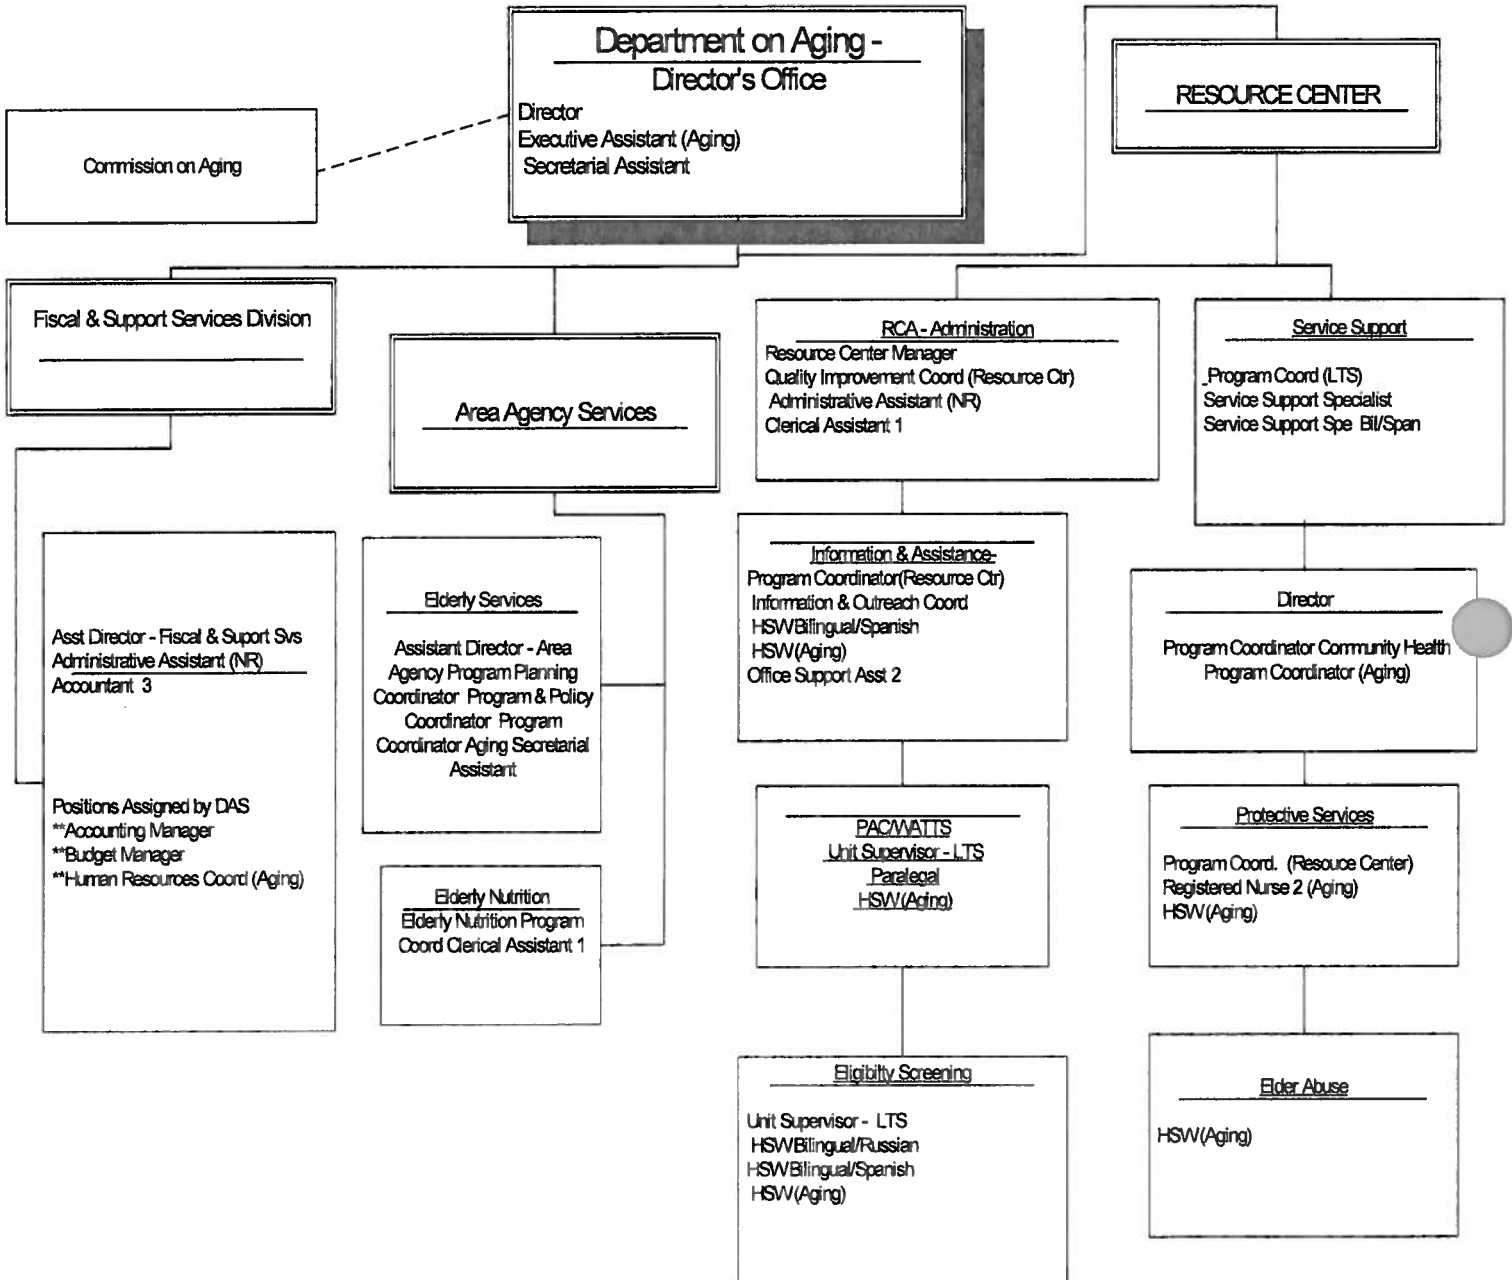 Department on Aging -
Director's Office
Director
Executive Assistant (Aging)
Secretarial Assistant
RESOURCE CENTER
Commission on Aging
Fiscal & Support Services Division
Area Agency Services
RCA - Administration
Resource Center Manager
Quality Improvement Coord (Resource Ctr)
Administrative Assistant (NR)
Clerical Assistant 1
Service Support
_Program Coord (LTS)
Service Support Specialist
Service Support Spe Bil/Span
Asst Director - Fiscal & Suport Svs
Administrative Assistant (NR)
Accountant 3
Positions Assigned by DAS
**Accounting Manager
**Budget Manager
**Human Resources Coord (Aging)
Elderly Services
Assistant Director - Area
Agency Program Planning
Coordinator Program & Policy
Coordinator Program
Coordinator Aging Secretarial
Assistant
Elderly Nutrition
Elderly Nutrition Program
Coord Clerical Assistant 1
Information & Assistance-
Program Coordinator(Resource Ctr)
Information & Outreach Coord
HSW Bilingual/Spanish
HSW (Aging)
Office Support Asst 2
PAC/WATTS
Unit Supervisor - LTS
Paralegal
HSW (Aging)
Eligibilty Screening
Unit Supervisor - LTS
HSW Bilingual/Russian
HSW Bilingual/Spanish
HSW (Aging)
Director
Program Coordinator Community Health
Program Coordinator (Aging)
Protective Services
Program Coord. (Resouce Center)
Registered Nurse 2 (Aging)
HSW (Aging)
Elder Abuse
HSW (Aging)